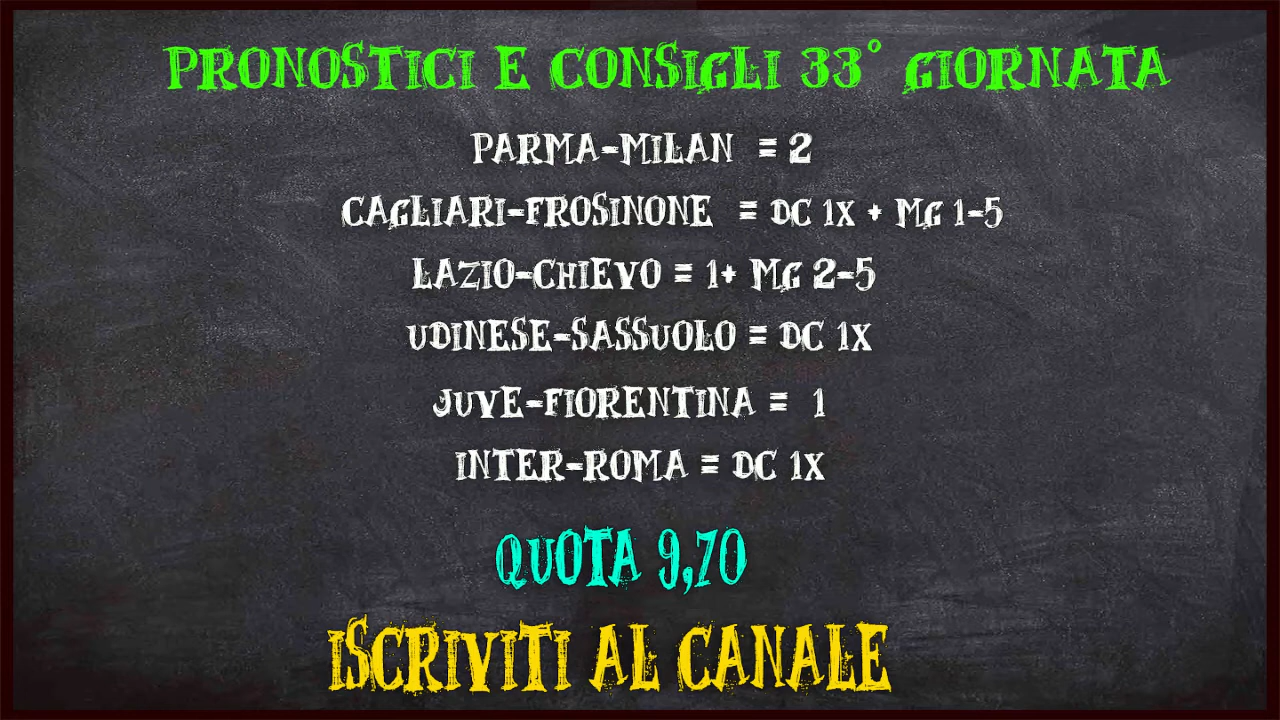 PRONOSTICI E CONSIGLI 33° GIORNATA
PARMA-MILAN = 2
CAGLIARI-FROSINONE = DC 1X + MG 1-5
LAZIO-CHIEVO = 1+ MG 2-5
UDINESE-SASSUOLO = DC 1X
JUVE-FIORENTINA = 1
INTER-ROMA = DC 1X
QUOTA 9,70
ISCRIVITI AL CANALE